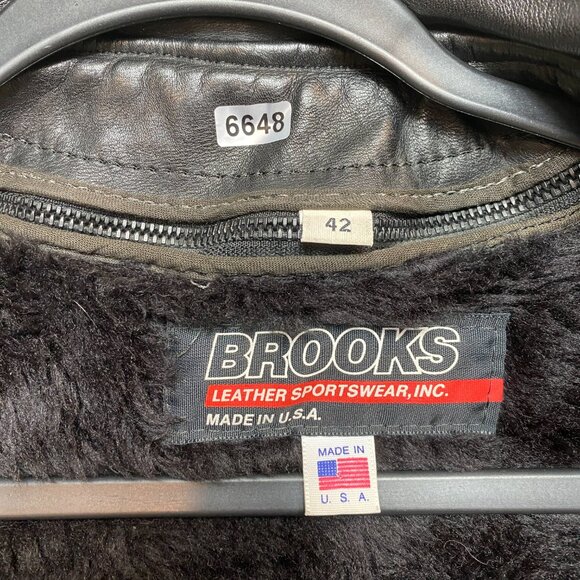 6648
42
BROOKS
LEATHER SPORTSWEAR, INC.
MADE IN U.S.A.
MADE IN
U. S. A.